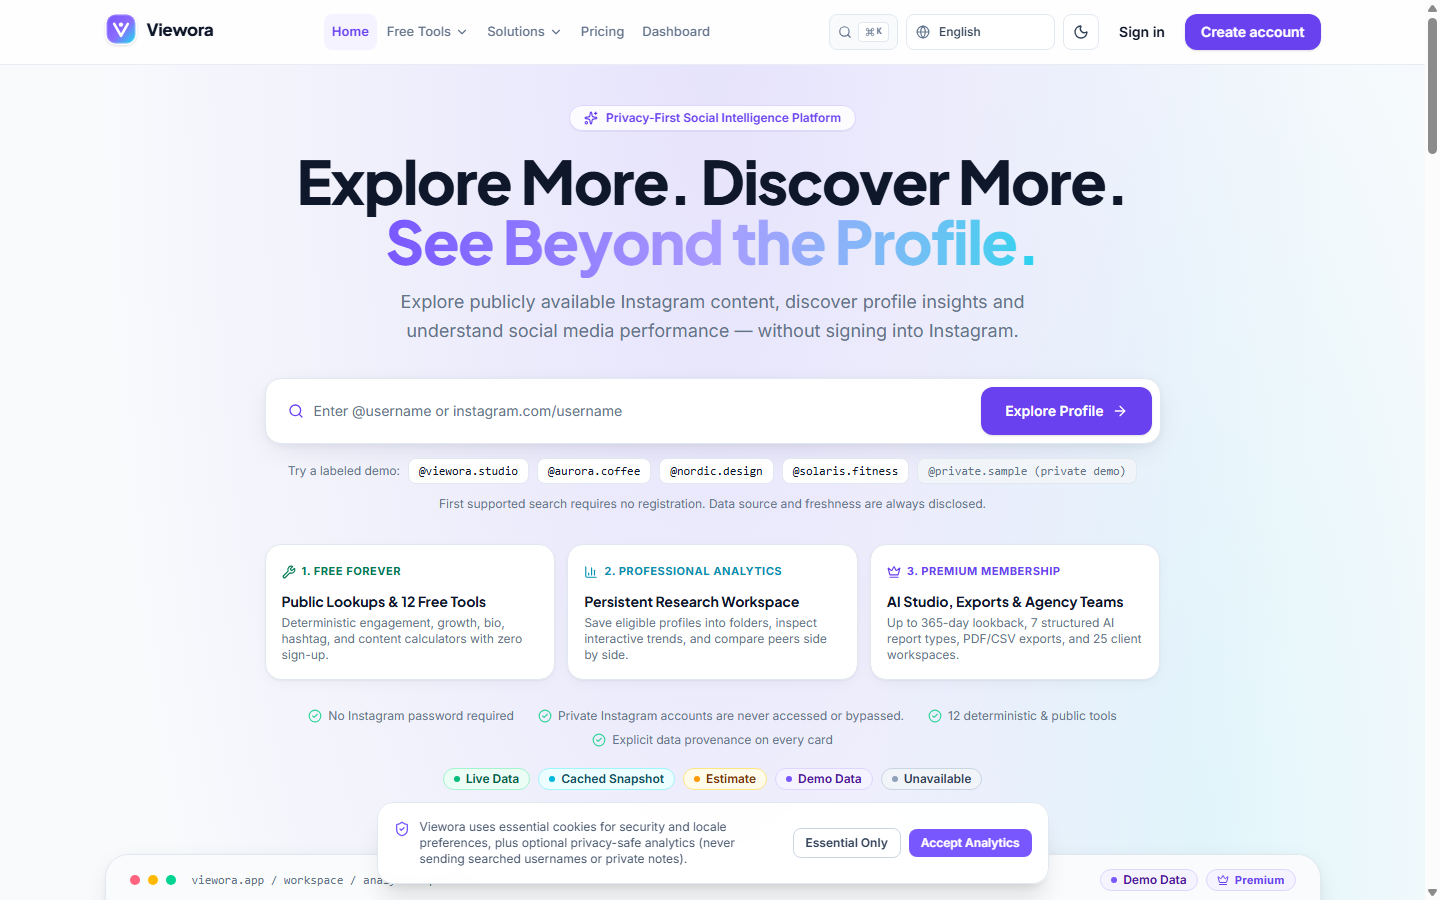 Viewora
Home
Free Tools
Solutions
Pricing
Dashboard
⌘K
English
Sign in
Create account
Privacy-First Social Intelligence Platform
Explore More. Discover More.
See Beyond the Profile.
Explore publicly available Instagram content, discover profile insights and
understand social media performance — without signing into Instagram.
Enter @username or instagram.com/username
Explore Profile
Try a labeled demo:
@viewora.studio
@aurora.coffee
@nordic.design
@solaris.fitness
@private.sample (private demo)
First supported search requires no registration. Data source and freshness are always disclosed.
1. FREE FOREVER
Public Lookups & 12 Free Tools
Deterministic engagement, growth, bio,
hashtag, and content calculators with zero
sign-up.
2. PROFESSIONAL ANALYTICS
Persistent Research Workspace
Save eligible profiles into folders, inspect
interactive trends, and compare peers side
by side.
3. PREMIUM MEMBERSHIP
AI Studio, Exports & Agency Teams
Up to 365-day lookback, 7 structured AI
report types, PDF/CSV exports, and 25 client
workspaces.
No Instagram password required
Private Instagram accounts are never accessed or bypassed.
12 deterministic & public tools
Explicit data provenance on every card
Live Data
Cached Snapshot
Estimate
Demo Data
Unavailable
Viewora uses essential cookies for security and locale
preferences, plus optional privacy-safe analytics (never
sending searched usernames or private notes).
Essential Only
Accept Analytics
viewora.app / workspace /
Demo Data
Premium